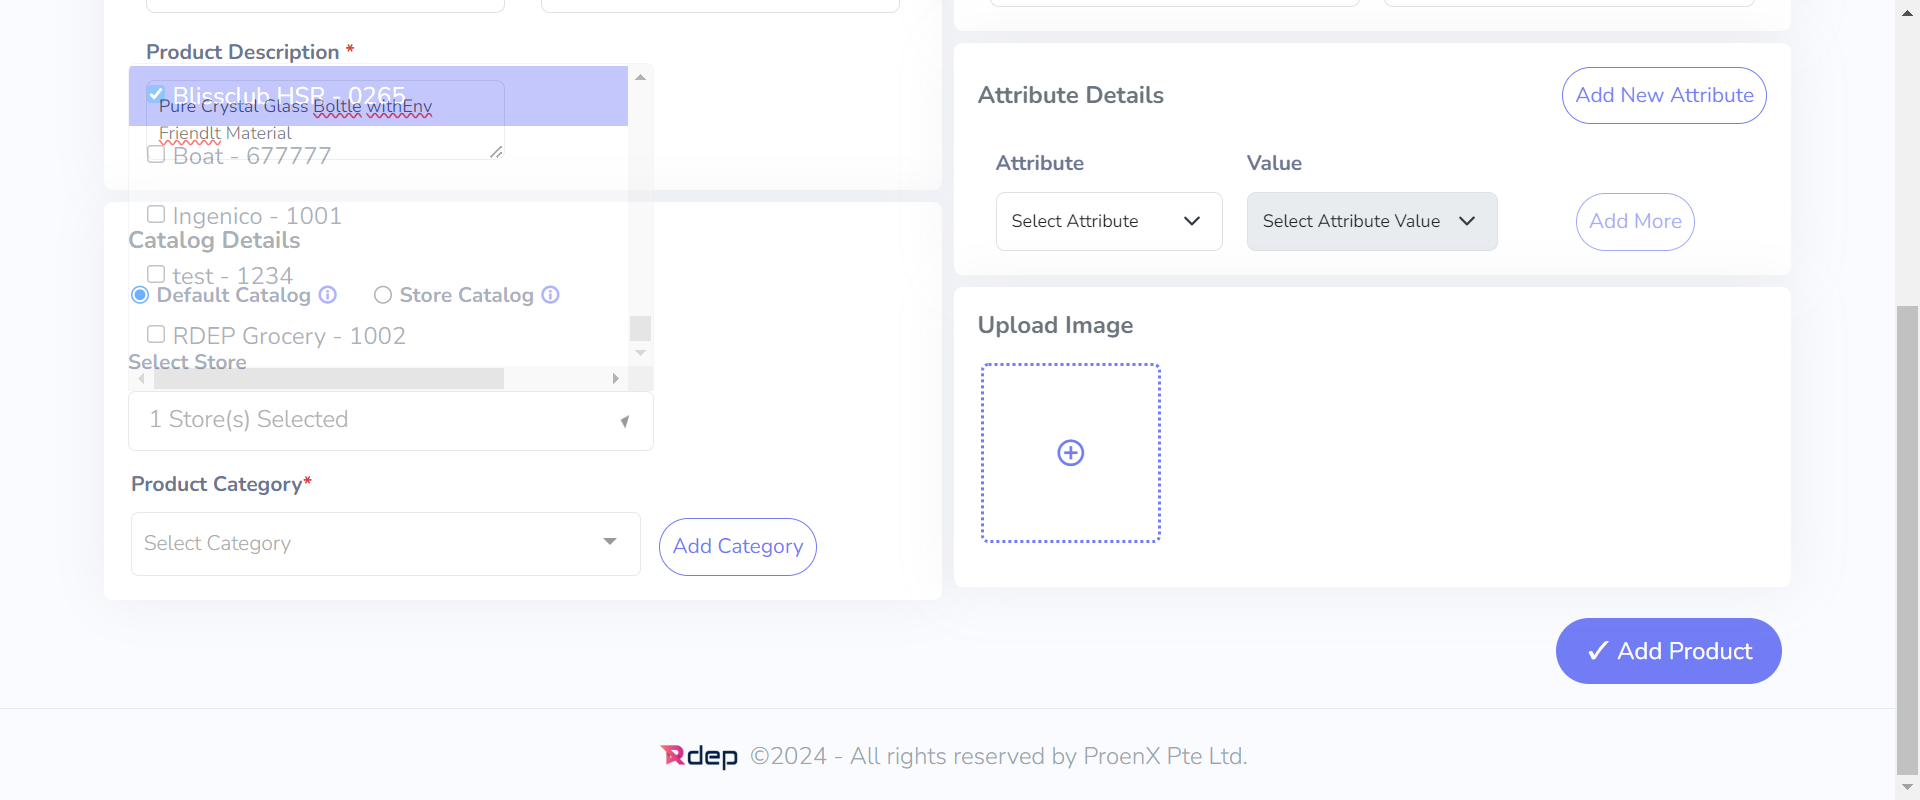 Product Description *
Blissclub HSR - 0265
Pure Crystal Glass Boltle withEnv
Friendlt Material
Boat - 677777
Ingenico - 1001
Catalog Details
test - 1234
Default Catalog
Store Catalog
RDEP Grocery - 1002
Select Store
1 Store(s) Selected
Product Category*
Select Category
Add Category
Attribute Details
Add New Attribute
Attribute
Value
Select Attribute
Select Attribute Value
Add More
Upload Image
✓ Add Product
Rdep ©2024 - All rights reserved by ProenX Pte Ltd.